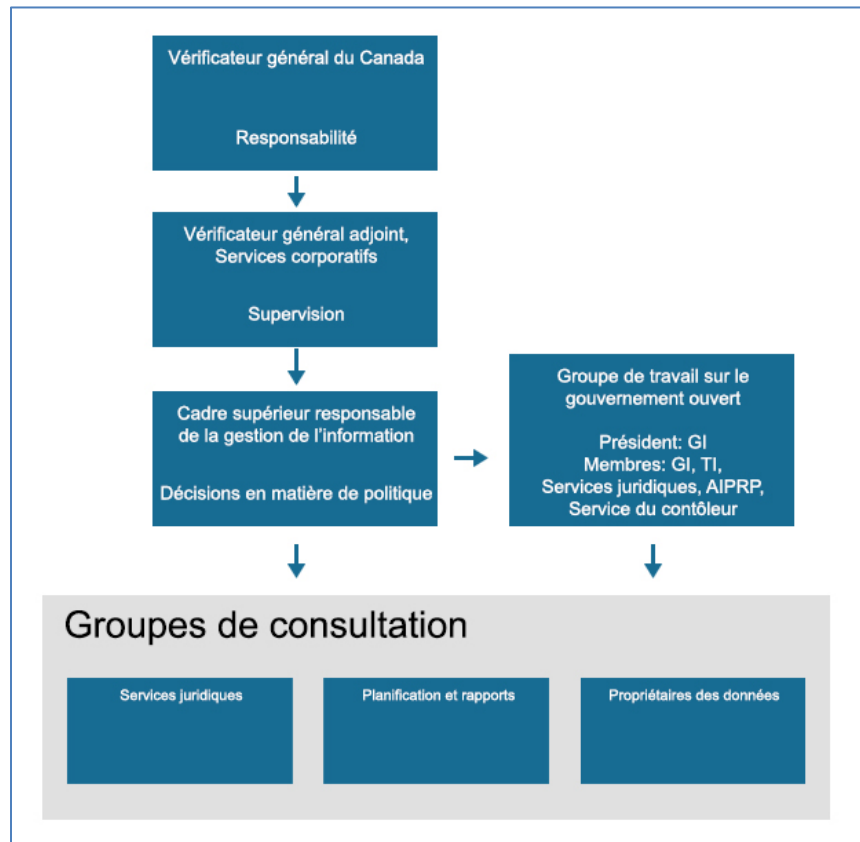 Vérificateur général du Canada
Responsabilité
Vérificateur général adjoint,
Services corporatifs
Supervision
Cadre supérieur responsable
de la gestion de l'information
Décisions en matière de politique
Groupe de travail sur le
gouvernement ouvert
Président: GI
Membres: GI, TI,
Services juridiques, AIPRP,
Service du contôleur
Groupes de consultation
Services juridiques
Planification et rapports
Propriétaires des données